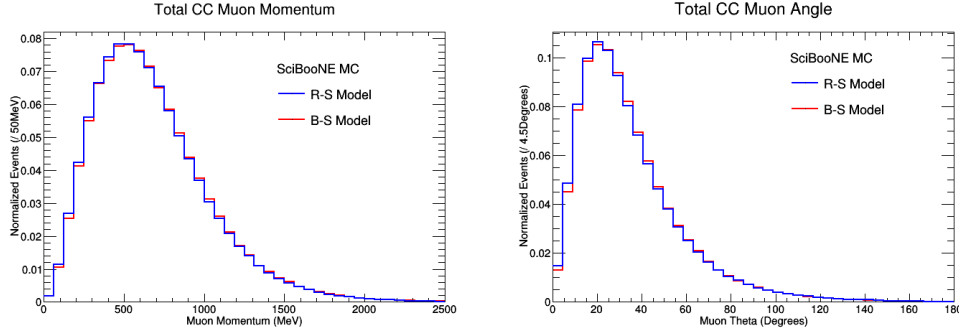 Total CC Muon Momentum
Normalized Events (/ 50MeV)
0.08
0.07
0.06
0.05
0.04
0.03
0.02
0.01
0
SciBooNE MC
R-S Model
B-S Model
0 500 1000 1500 2000 2500
Muon Momentum (MeV)
Total CC Muon Angle
Normalized Events (/ 4.5Degrees)
0.1
0.08
0.06
0.04
0.02
0
SciBooNE MC
R-S Model
B-S Model
0 20 40 60 80 100 120 140 160 180
Muon Theta (Degrees)